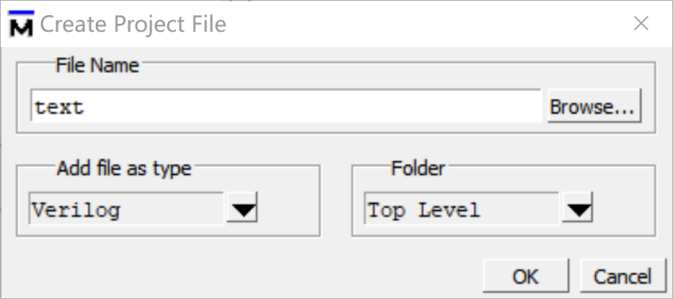 Create Project File
File Name
text
Browse...
Add file as type
Folder
Verilog
Top Level
OK
Cancel